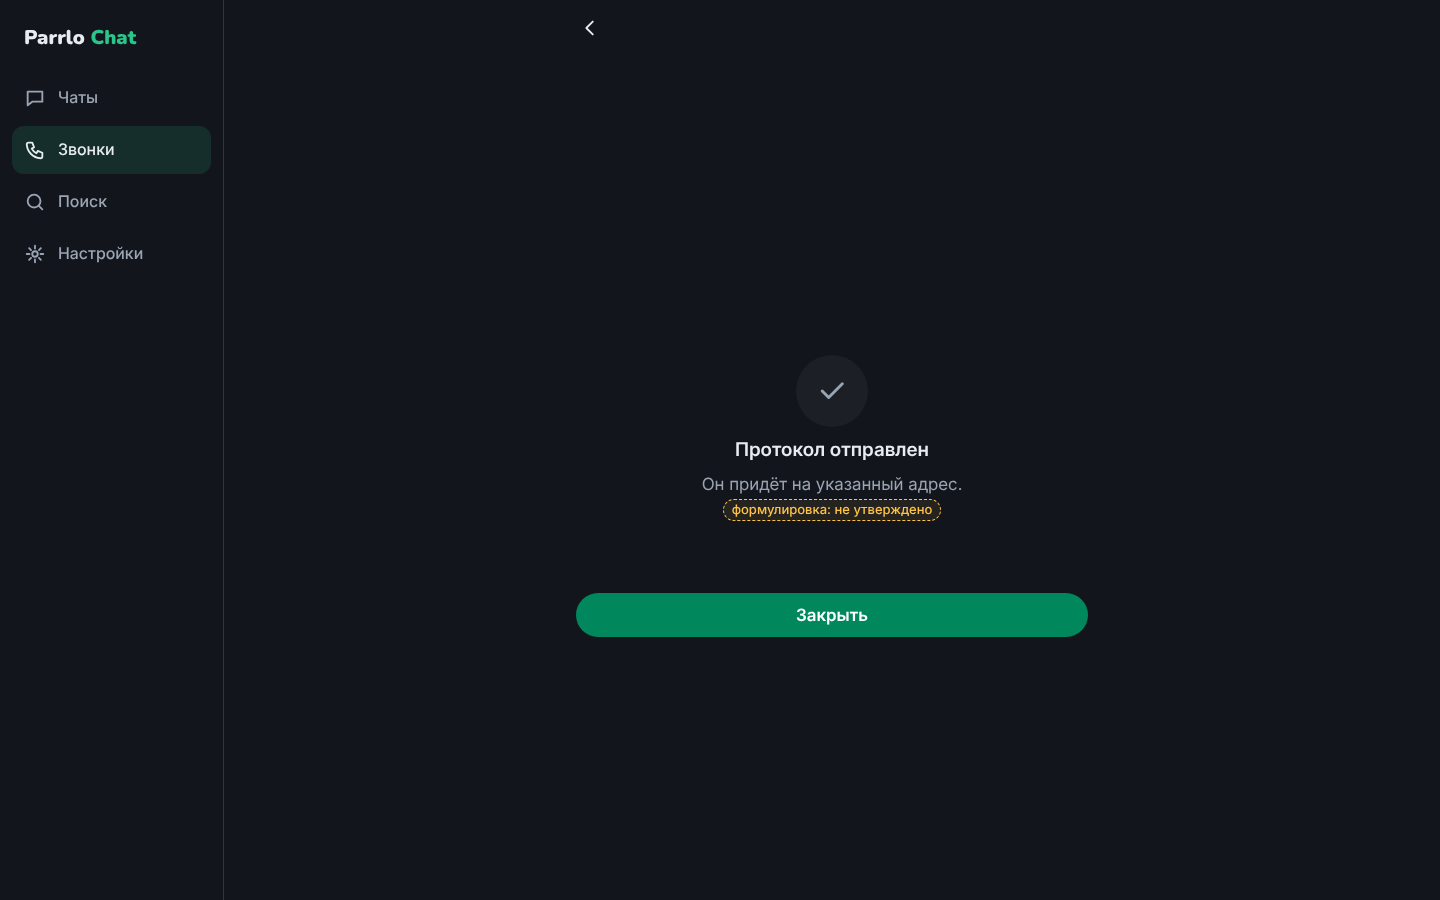 Parrlo Chat
Чаты
Звонки
Поиск
Настройки
Протокол отправлен
Он придёт на указанный адрес.
формулировка: не утверждено
Закрыть